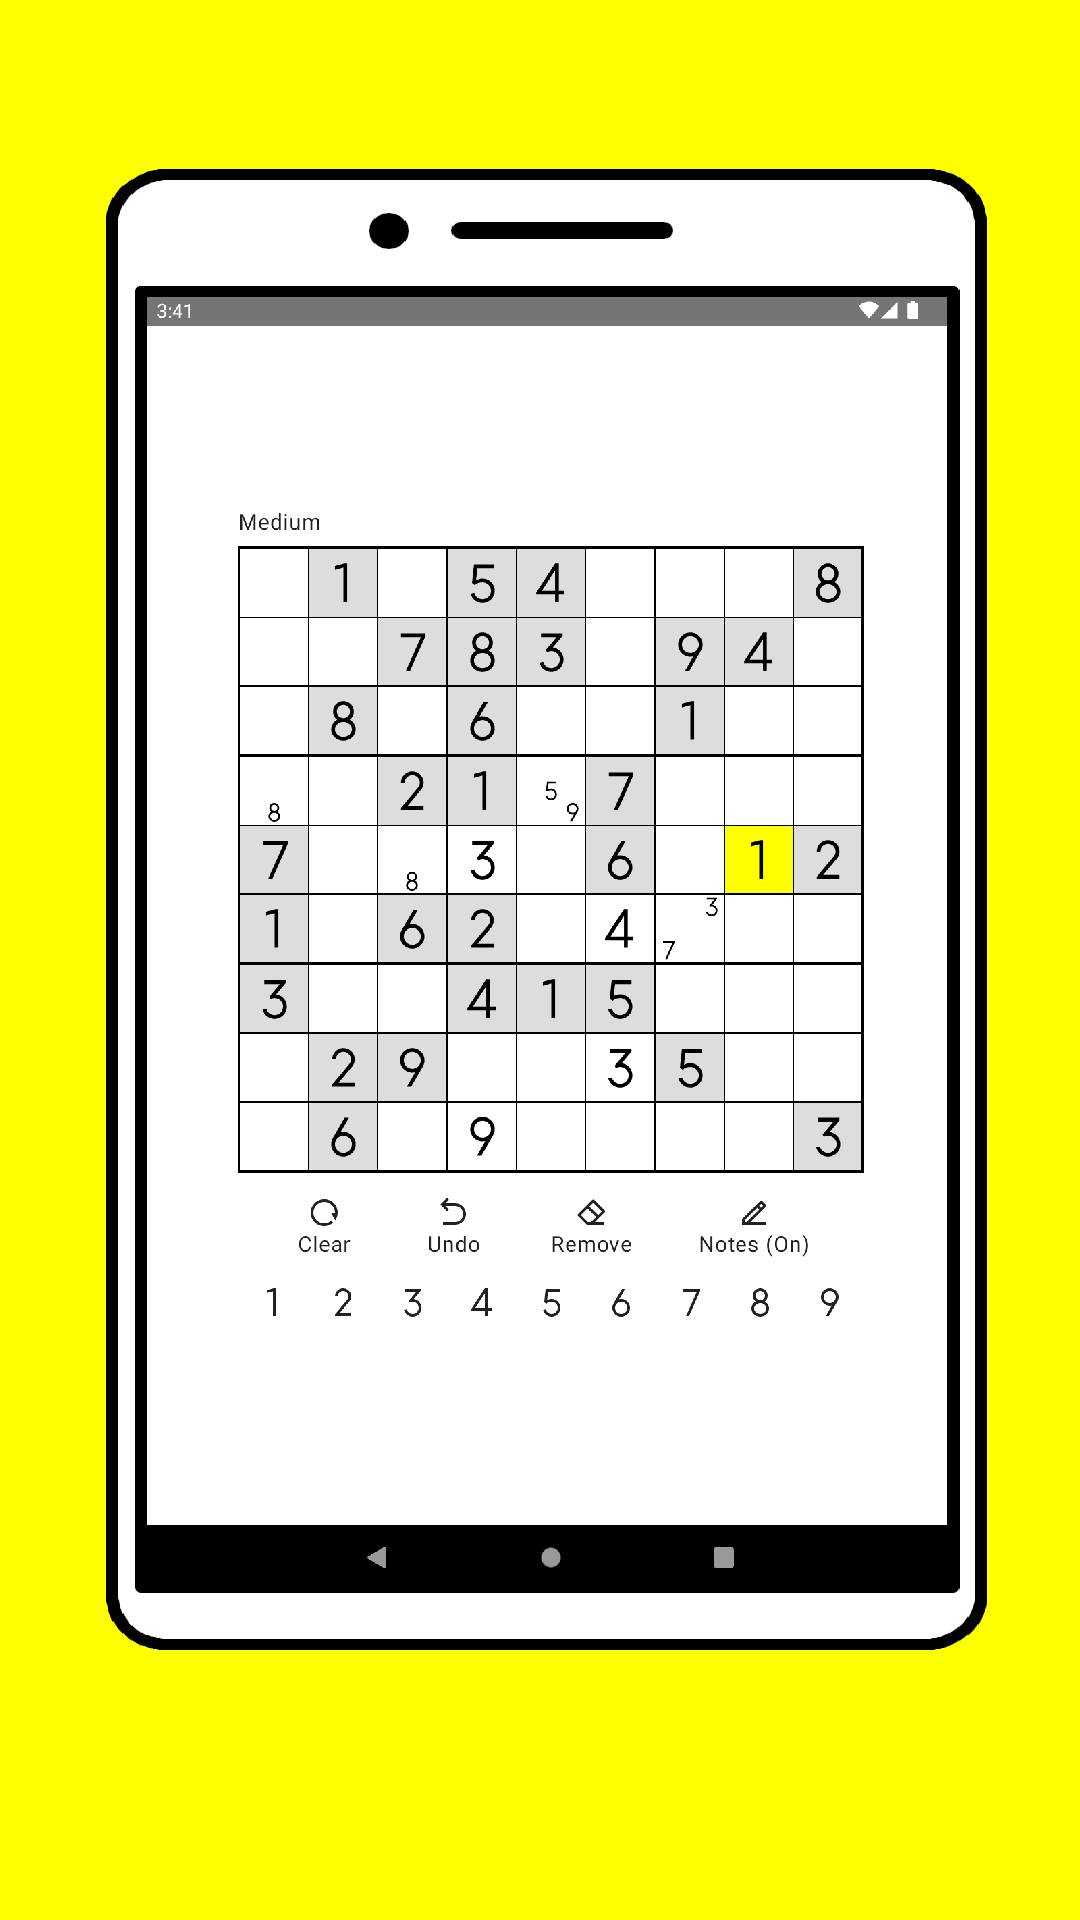 3:41
Medium
1 5 4 8
7 8 3 9 4
8 6 1
8 2 1 5 9 7
7 8 3 6 1 2
1 6 2 4 3 7
3 4 1 5
2 9 3 5
6 9 3
Clear Undo Remove Notes (On)
1 2 3 4 5 6 7 8 9